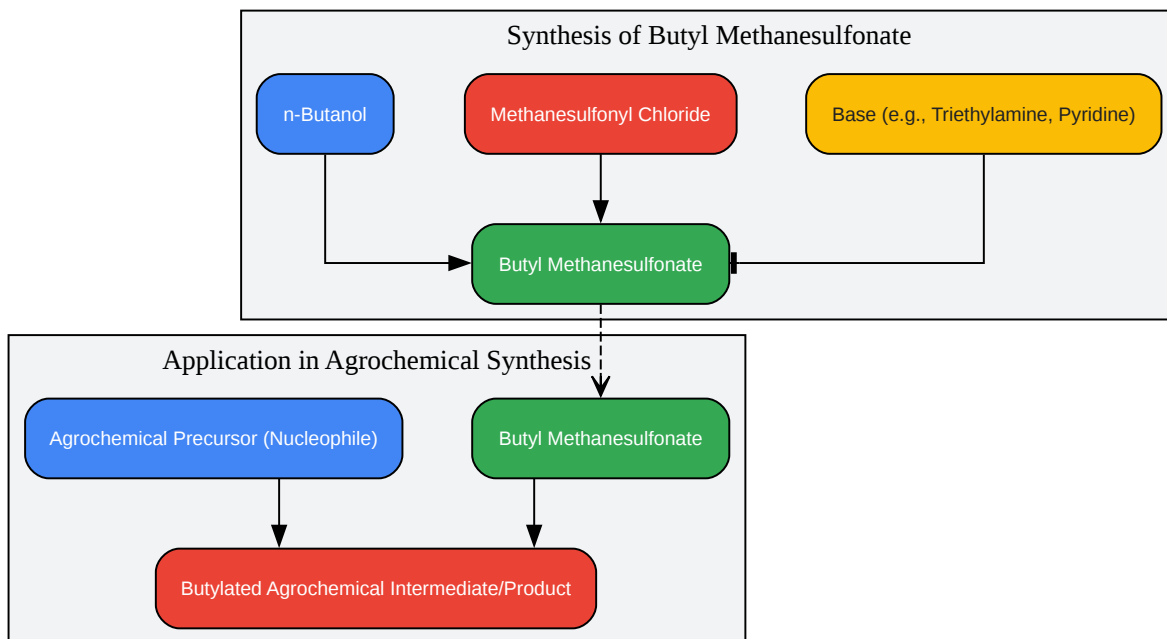 Synthesis of Butyl Methanesulfonate
n-Butanol
Methanesulfonyl Chloride
Base (e.g., Triethylamine, Pyridine)
Butyl Methanesulfonate
Application in Agrochemical Synthesis
Agrochemical Precursor (Nucleophile)
Butyl Methanesulfonate
Butylated Agrochemical Intermediate/Product